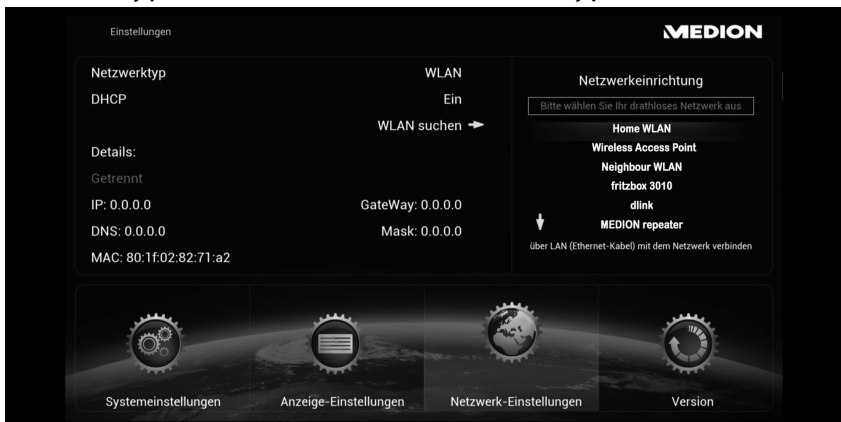 Einstellungen
MEDION
Netzwerktyp WLAN
DHCP Ein
WLAN suchen
Details:
Getrennt
IP: 0.0.0.0 GateWay: 0.0.0.0
DNS: 0.0.0.0 Mask: 0.0.0.0
MAC: 80:1f:02:82:71:a2
Netzwerkeinrichtung
Bitte wählen Sie Ihr drathloses Netzwerk aus
Home WLAN
Wireless Access Point
Neighbour WLAN
fritzbox 3010
dlink
MEDION repeater
über LAN (Ethernet-Kabel) mit dem Netzwerk verbinden
Systemeinstellungen
Anzeige-Einstellungen
Netzwerk-Einstellungen
Version